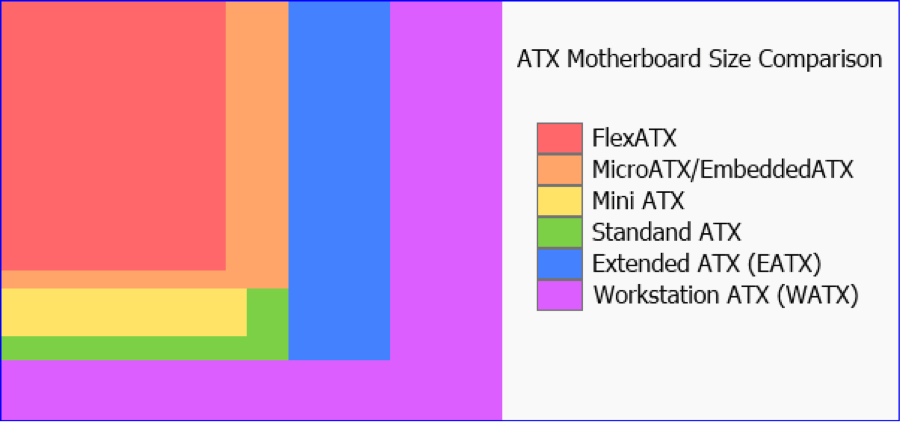 ATX Motherboard Size Comparison
FlexATX
MicroATX/EmbeddedATX
Mini ATX
Standand ATX
Extended ATX (EATX)
Workstation ATX (WATX)